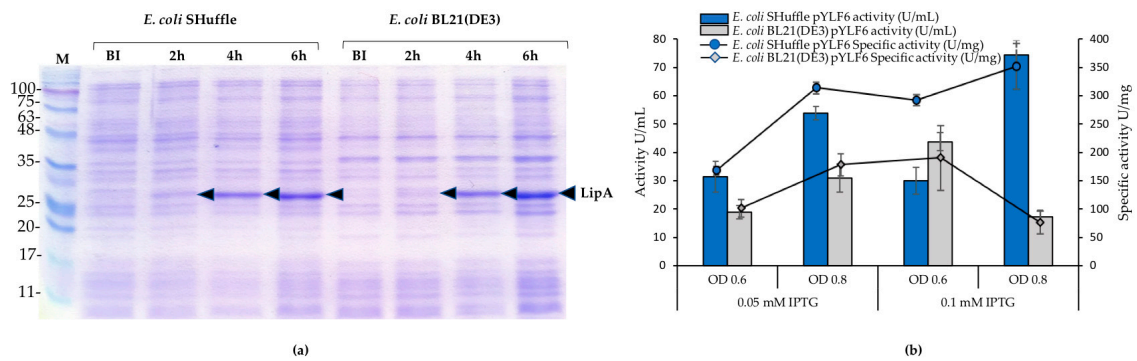 E. coli SHuffle
E. coli BL21(DE3)
M BI 2h 4h 6h BI 2h 4h 6h
100-
75-
63-
48-
35-
25-
20-
17-
11-
LipA
(a)
E. coli SHuffle pYLF6 activity (U/mL)
E. coli BL21(DE3) pYLF6 activity (U/mL)
E. coli SHuffle pYLF6 Specific activity (U/mg)
E. coli BL21(DE3) pYLF6 Specific activity (U/mg)
Activity U/mL
80
70
60
50
40
30
20
10
0
400
350
300
250
200
150
100
50
0
Specific activity U/mg
OD 0.6 OD 0.8 OD 0.6 OD 0.8
0.05 mM IPTG 0.1 mM IPTG
(b)